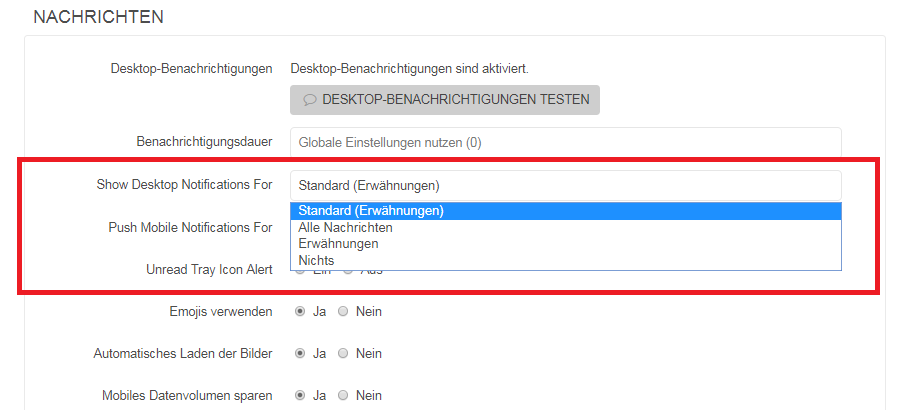 NACHRICHTEN
Desktop-Benachrichtigungen Desktop-Benachrichtigungen sind aktiviert.
DESKTOP-BENACHRICHTIGUNGEN TESTEN
Benachrichtigungsdauer Globale Einstellungen nutzen (0)
Show Desktop Notifications For Standard (Erwähnungen)
Standard (Erwähnungen)
Push Mobile Notifications For Alle Nachrichten
Erwähnungen
Nichts
Unread Tray Icon Alert Ein Aus
Emojis verwenden Ja Nein
Automatisches Laden der Bilder Ja Nein
Mobiles Datenvolumen sparen Ja Nein